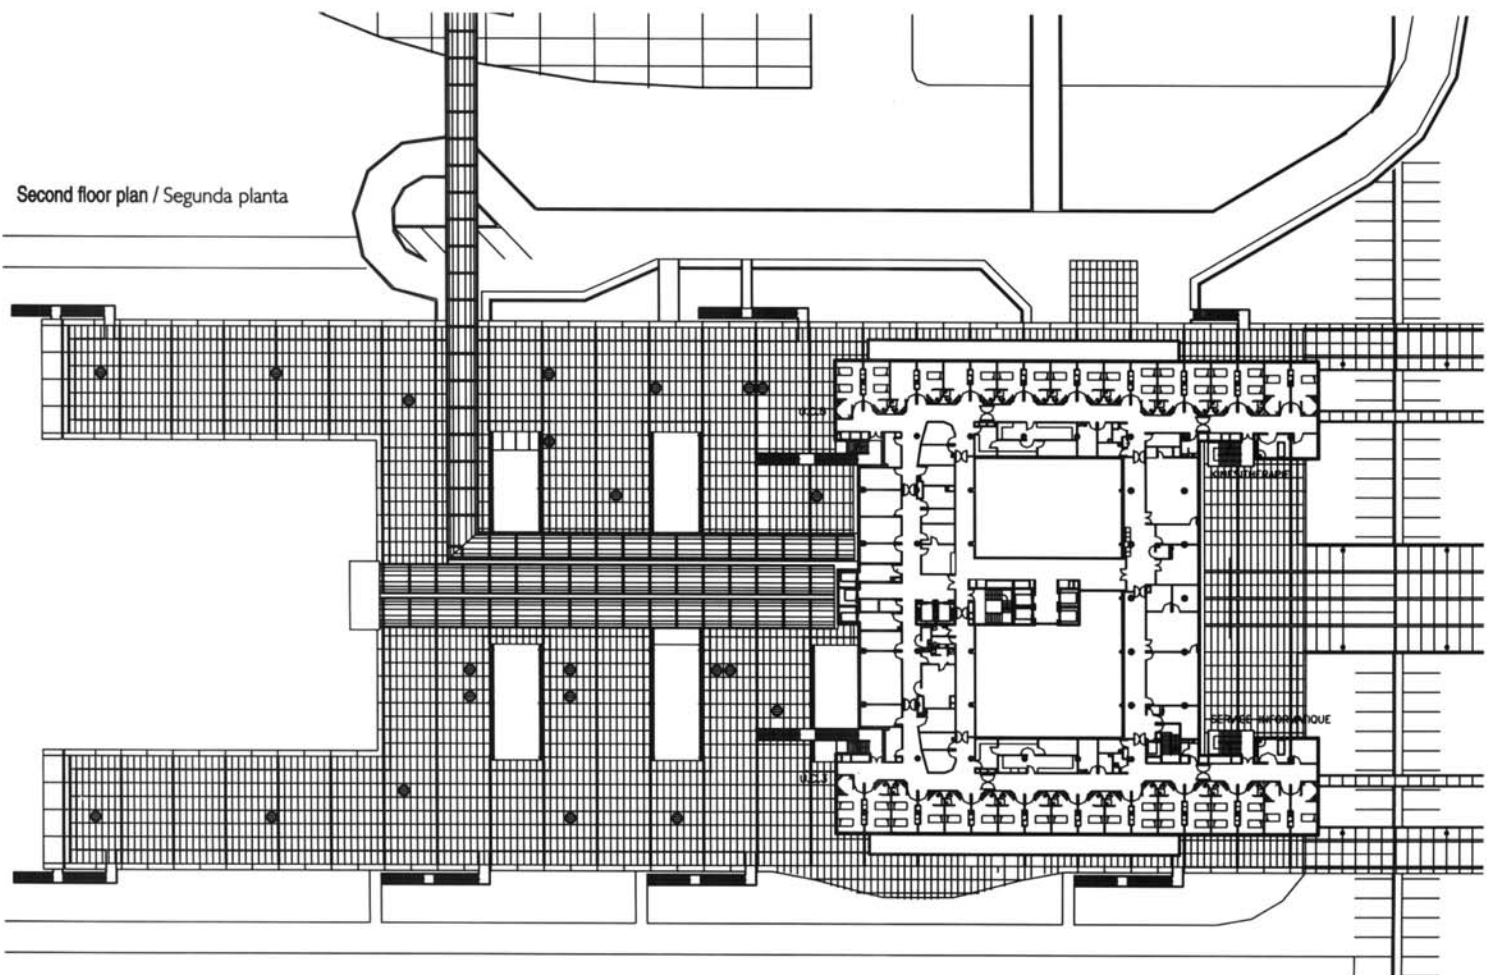 Second floor plan / Segunda planta
KINESITHERAPIE
SERVICE INFORMATIQUE